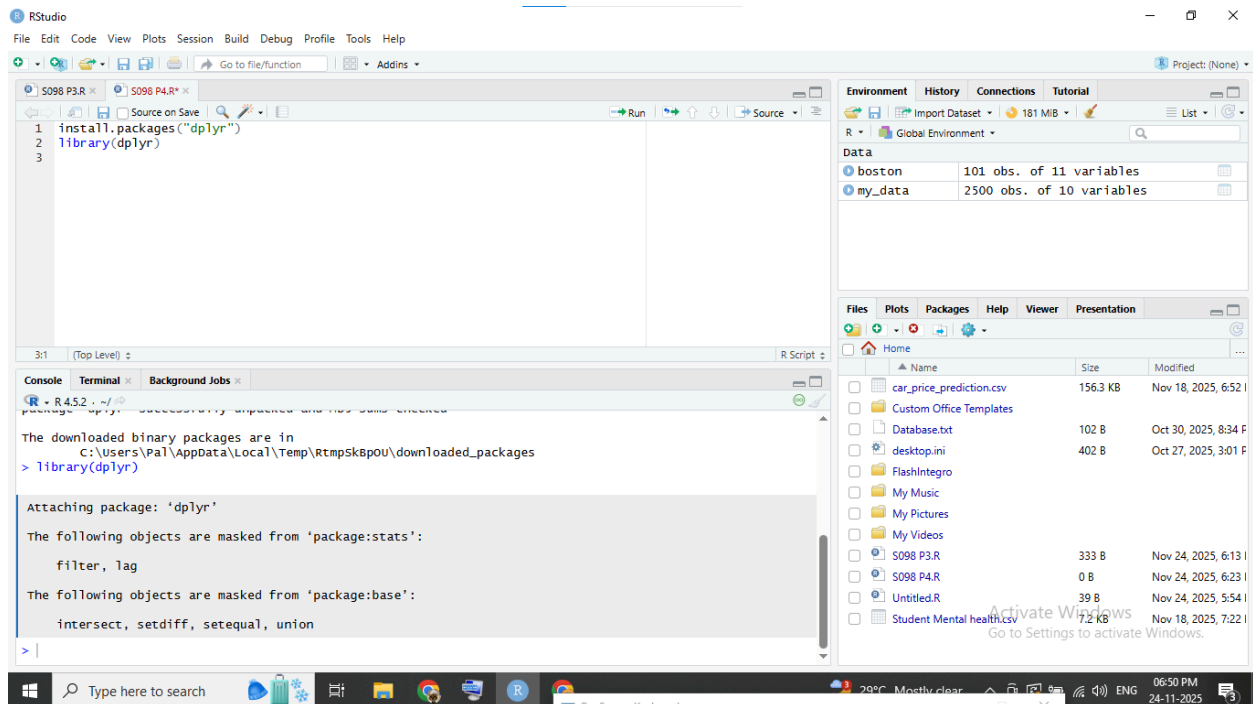 RStudio
File Edit Code View Plots Session Build Debug Profile Tools Help
Go to file/function Addins Project: (None)
S098 P3.R S098 P4.R*
Source on Save Run Source
1 install.packages("dplyr")
2 library(dplyr)
3
3:1 (Top Level) R Script
Console Terminal Background Jobs
R 4.5.2 · ~/
The downloaded binary packages are in
C:\Users\Pal\AppData\Local\Temp\RtmpSkBpOU\downloaded_packages
> library(dplyr)
Attaching package: ‘dplyr’
The following objects are masked from ‘package:stats’:
filter, lag
The following objects are masked from ‘package:base’:
intersect, setdiff, setequal, union
>
Environment History Connections Tutorial
Import Dataset 181 MiB List
R Global Environment
Data
boston 101 obs. of 11 variables
my_data 2500 obs. of 10 variables
Files Plots Packages Help Viewer Presentation
Home ...
Name Size Modified
car_price_prediction.csv 156.3 KB Nov 18, 2025, 6:52
Custom Office Templates
Database.txt 102 B Oct 30, 2025, 8:34 P
desktop.ini 402 B Oct 27, 2025, 3:01 P
FlashIntegro
My Music
My Pictures
My Videos
S098 P3.R 333 B Nov 24, 2025, 6:13
S098 P4.R 0 B Nov 24, 2025, 6:23
Untitled.R 39 B Nov 24, 2025, 5:54
Student Mental health.csv 7.2 KB Nov 18, 2025, 7:22
Activate Windows
Go to Settings to activate Windows.
Type here to search R 3 29°C Mostly clear ENG 06:50 PM
24-11-2025 3